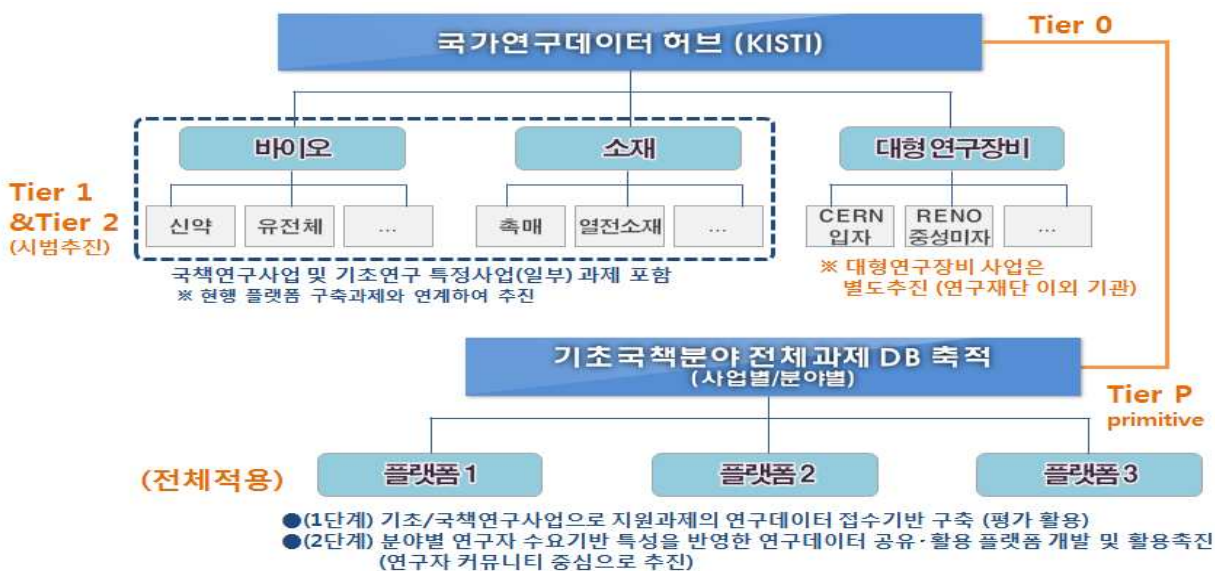 국가연구데이터 허브 (KISTI)
Tier 0
바이오
소재
대형 연구장비
Tier 1
&Tier 2
(시범추진)
신약
유전체
...
촉매
열전소재
...
CERN
입자
RENO
중성미자
...
국책연구사업 및 기초연구 특정사업(일부) 과제 포함
※ 현행 플랫폼 구축과제와 연계하여 추진
※ 대형연구장비 사업은
별도추진 (연구재단 이외 기관)
기초국책분야 전체과제 DB 축적
(사업별/분야별)
Tier P
primitive
(전체적용)
플랫폼 1
플랫폼 2
플랫폼 3
●(1단계) 기초/국책연구사업으로 지원과제의 연구데이터 접수기반 구축 (평가 활용)
●(2단계) 분야별 연구자 수요기반 특성을 반영한 연구데이터 공유·활용 플랫폼 개발 및 활용촉진
(연구자 커뮤니티 중심으로 추진)